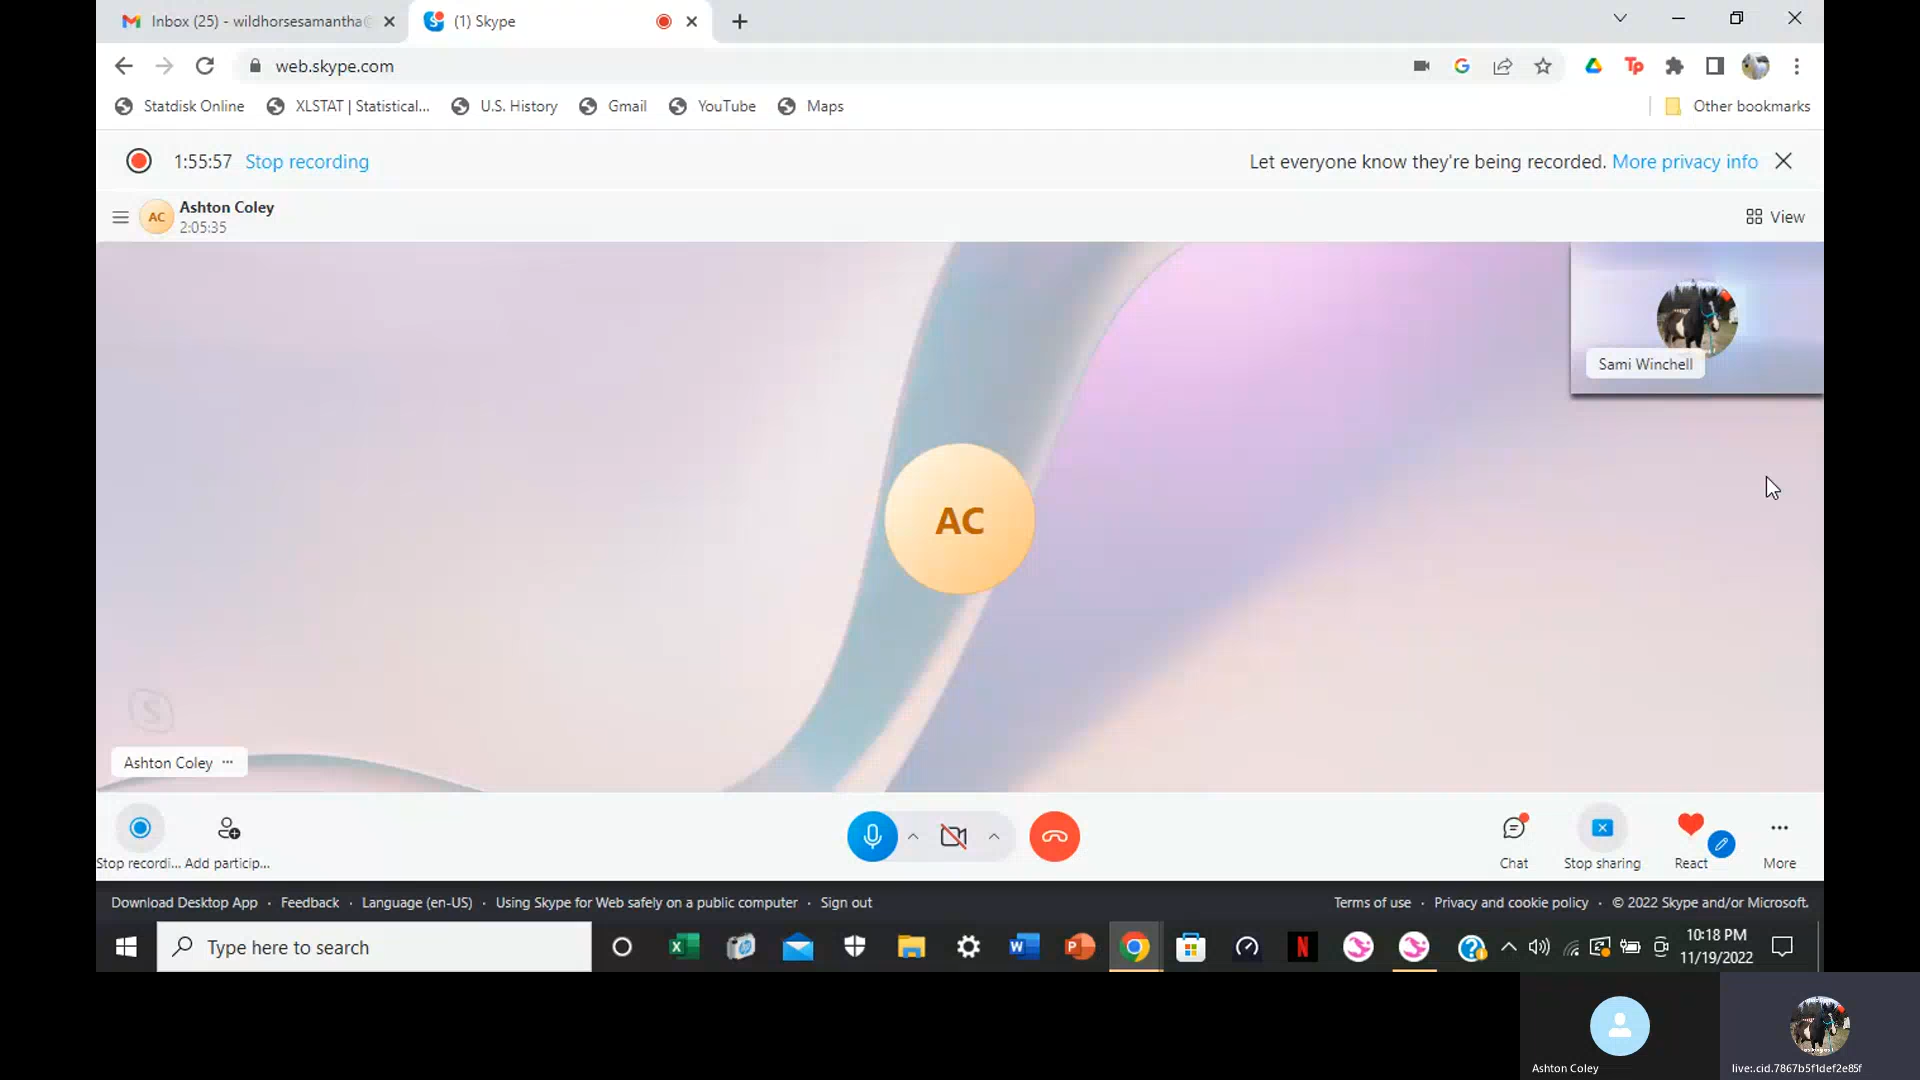 Inbox (25) - wildhorsesamantha@
(1) Skype
web.skype.com
Statdisk Online
XLSTAT | Statistical...
U.S. History
Gmail
YouTube
Maps
Other bookmarks
1:55:57 Stop recording
Let everyone know they're being recorded. More privacy info
AC
Ashton Coley
2:05:35
View
Sami Winchell
AC
Ashton Coley ...
Stop recordi...
Add particip...
Chat
Stop sharing
React
More
Download Desktop App · Feedback · Language (en-US) · Using Skype for Web safely on a public computer · Sign out
Terms of use · Privacy and cookie policy · © 2022 Skype and/or Microsoft.
Type here to search
10:18 PM
11/19/2022
Ashton Coley
live:.cid.7867b5f1def2e85f